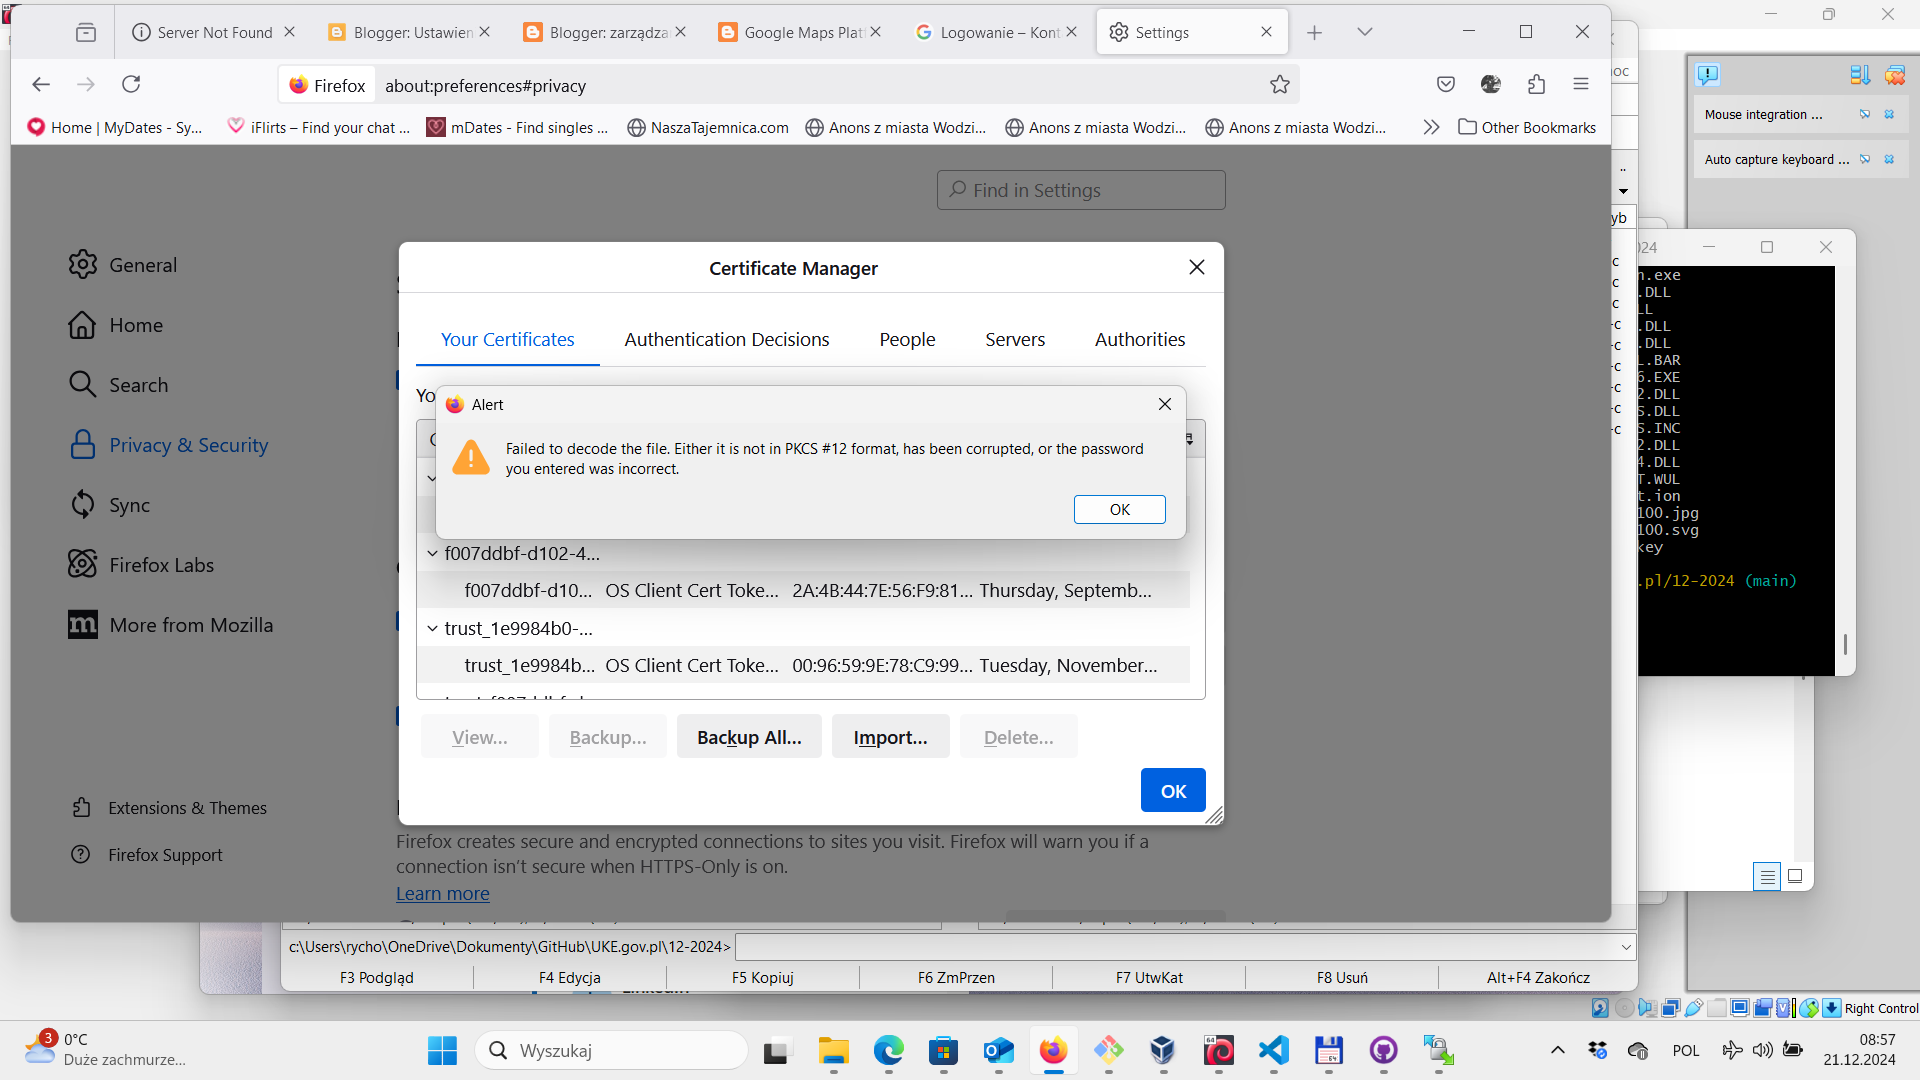 Server Not Found
Blogger: Ustawien
Blogger: zarządza
Google Maps Plat
Logowanie – Kont
Settings
Firefox
about:preferences#privacy
Home | MyDates - Sy...
iFlirts – Find your chat ...
mDates - Find singles ...
NaszaTajemnica.com
Anons z miasta Wodzi...
Anons z miasta Wodzi...
Anons z miasta Wodzi...
Other Bookmarks
Find in Settings
General
Home
Search
Privacy & Security
Sync
Firefox Labs
More from Mozilla
Extensions & Themes
Firefox Support
Certificate Manager
Your Certificates
Authentication Decisions
People
Servers
Authorities
Yo
Alert
Failed to decode the file. Either it is not in PKCS #12 format, has been corrupted, or the password
you entered was incorrect.
OK
f007ddbf-d102-4...
f007ddbf-d10... OS Client Cert Toke... 2A:4B:44:7E:56:F9:81... Thursday, Septemb...
trust_1e9984b0-...
trust_1e9984b... OS Client Cert Toke... 00:96:59:9E:78:C9:99... Tuesday, November...
View...
Backup...
Backup All...
Import...
Delete...
OK
Firefox creates secure and encrypted connections to sites you visit. Firefox will warn you if a
connection isn’t secure when HTTPS-Only is on.
Learn more
Mouse integration ...
Auto capture keyboard ...
oc
yb
024
n.exe
.DLL
LL
.DLL
.DLL
L.BAR
6.EXE
2.DLL
S.DLL
S.INC
2.DLL
4.DLL
T.WUL
t.ion
100.jpg
100.svg
key
.pl/12-2024 (main)
c:\Users\rycho\OneDrive\Dokumenty\GitHub\UKE.gov.pl\12-2024>
F3 Podgląd
F4 Edycja
F5 Kopiuj
F6 ZmPrzen
F7 UtwKat
F8 Usuń
Alt+F4 Zakończ
Right Control
3
0°C
Duże zachmurze...
Wyszukaj
POL
08:57
21.12.2024